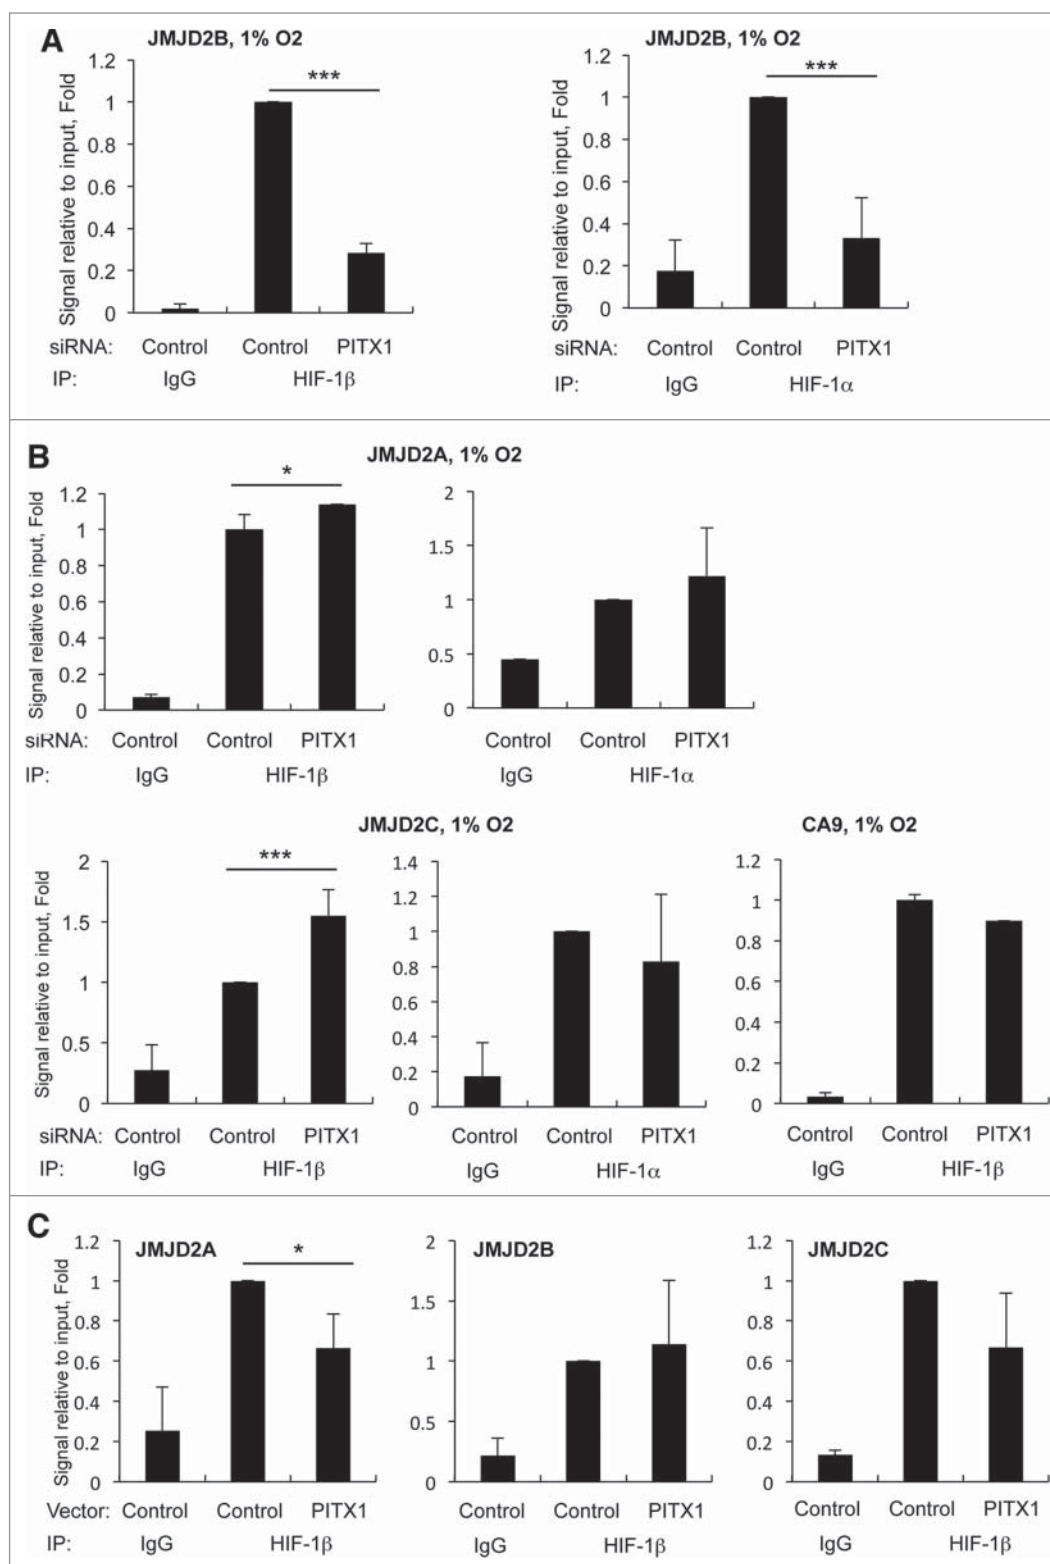 A
JMJD2B, 1% O2
Signal relative to input, Fold
1.2
1
0.8
0.6
0.4
0.2
0
***
siRNA: Control Control PITX1
IP: IgG HIF-1β
JMJD2B, 1% O2
Signal relative to input, Fold
1.2
1
0.8
0.6
0.4
0.2
0
***
siRNA: Control Control PITX1
IP: IgG HIF-1α
B
JMJD2A, 1% O2
Signal relative to input, Fold
1.2
1
0.8
0.6
0.4
0.2
0
*
siRNA: Control Control PITX1
IP: IgG HIF-1β
2
1.5
1
0.5
0
Control Control PITX1
IgG HIF-1α
JMJD2C, 1% O2
Signal relative to input, Fold
2
1.5
1
0.5
0
***
siRNA: Control Control PITX1
IP: IgG HIF-1β
1.4
1.2
1
0.8
0.6
0.4
0.2
0
Control Control PITX1
IgG HIF-1α
CA9, 1% O2
1.2
1
0.8
0.6
0.4
0.2
0
Control Control PITX1
IgG HIF-1β
C
JMJD2A
Signal relative to input, Fold
1.2
1
0.8
0.6
0.4
0.2
0
*
Vector: Control Control PITX1
IP: IgG HIF-1β
JMJD2B
2
1.5
1
0.5
0
Control Control PITX1
IgG HIF-1β
JMJD2C
1.2
1
0.8
0.6
0.4
0.2
0
Control Control PITX1
IgG HIF-1β